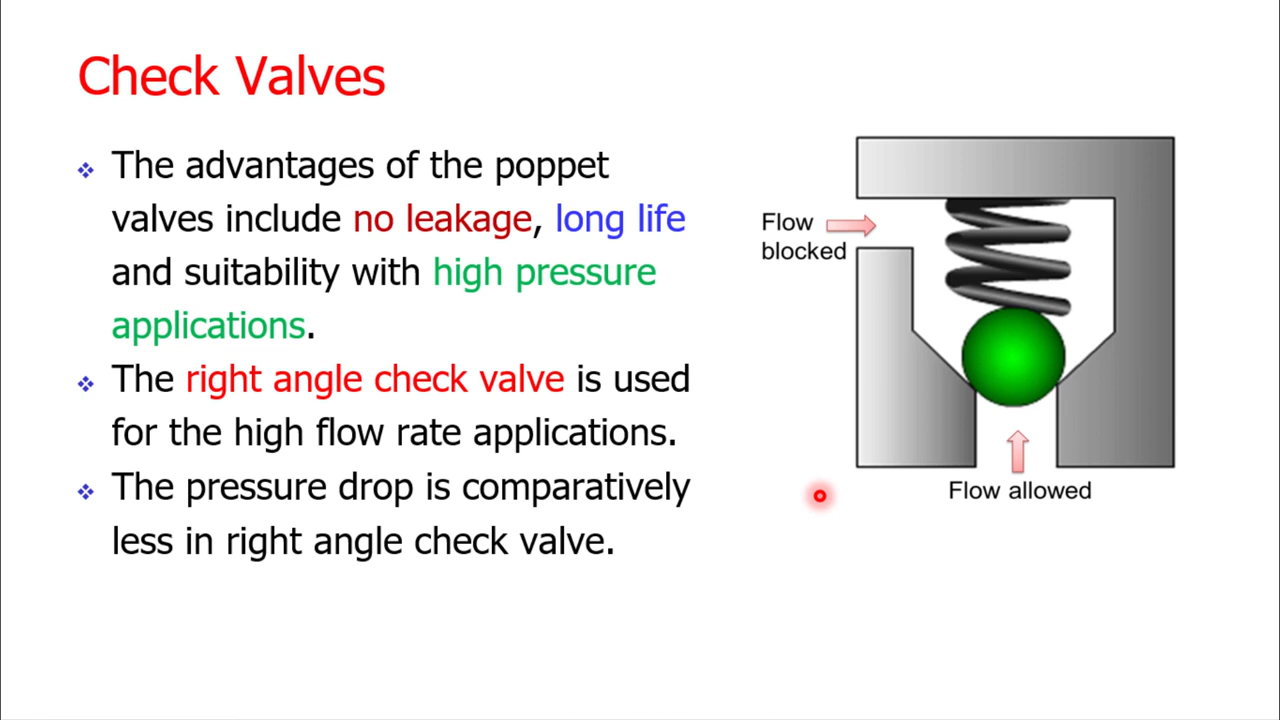 Check Valves
❖ The advantages of the poppet
valves include no leakage, long life
and suitability with high pressure
applications.
❖ The right angle check valve is used
for the high flow rate applications.
❖ The pressure drop is comparatively
less in right angle check valve.
Flow
blocked
Flow allowed